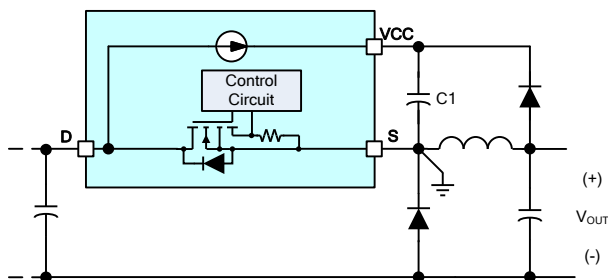 VCC
Control
Circuit
C1
D
S
(+)
VOUT
(-)